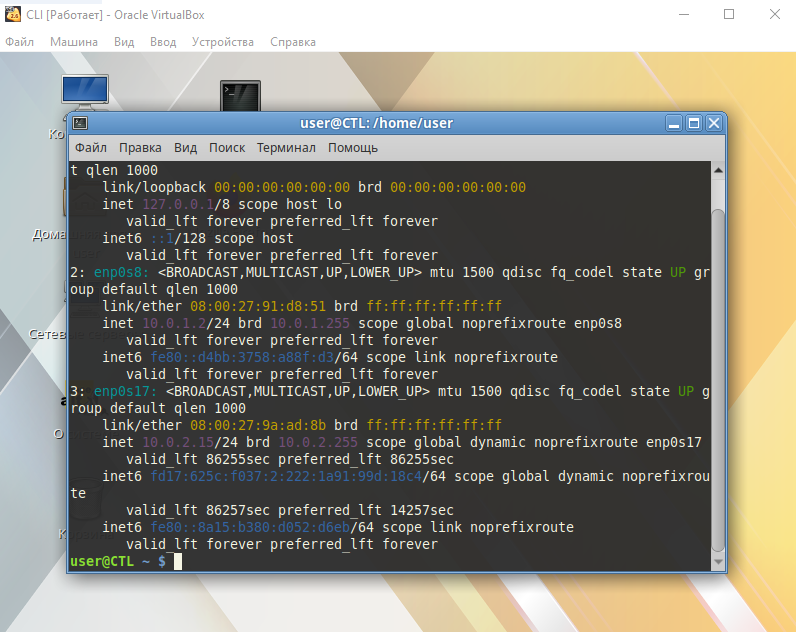 CLI [Работает] - Oracle VirtualBox
Файл Машина Вид Ввод Устройства Справка
user@CTL: /home/user
Файл Правка Вид Поиск Терминал Помощь
t qlen 1000
link/loopback 00:00:00:00:00:00 brd 00:00:00:00:00:00
inet 127.0.0.1/8 scope host lo
valid_lft forever preferred_lft forever
inet6 ::1/128 scope host
valid_lft forever preferred_lft forever
2: enp0s8: <BROADCAST,MULTICAST,UP,LOWER_UP> mtu 1500 qdisc fq_codel state UP gr
oup default qlen 1000
link/ether 08:00:27:91:d8:51 brd ff:ff:ff:ff:ff:ff
inet 10.0.1.2/24 brd 10.0.1.255 scope global noprefixroute enp0s8
valid_lft forever preferred_lft forever
inet6 fe80::d4bb:3758:a88f:d3/64 scope link noprefixroute
valid_lft forever preferred_lft forever
3: enp0s17: <BROADCAST,MULTICAST,UP,LOWER_UP> mtu 1500 qdisc fq_codel state UP g
roup default qlen 1000
link/ether 08:00:27:9a:ad:8b brd ff:ff:ff:ff:ff:ff
inet 10.0.2.15/24 brd 10.0.2.255 scope global dynamic noprefixroute enp0s17
valid_lft 86255sec preferred_lft 86255sec
inet6 fd17:625c:f037:2:222:1a91:99d:18c4/64 scope global dynamic noprefixrou
te
valid_lft 86257sec preferred_lft 14257sec
inet6 fe80::8a15:b380:d052:d6eb/64 scope link noprefixroute
valid_lft forever preferred_lft forever
user@CTL ~ $